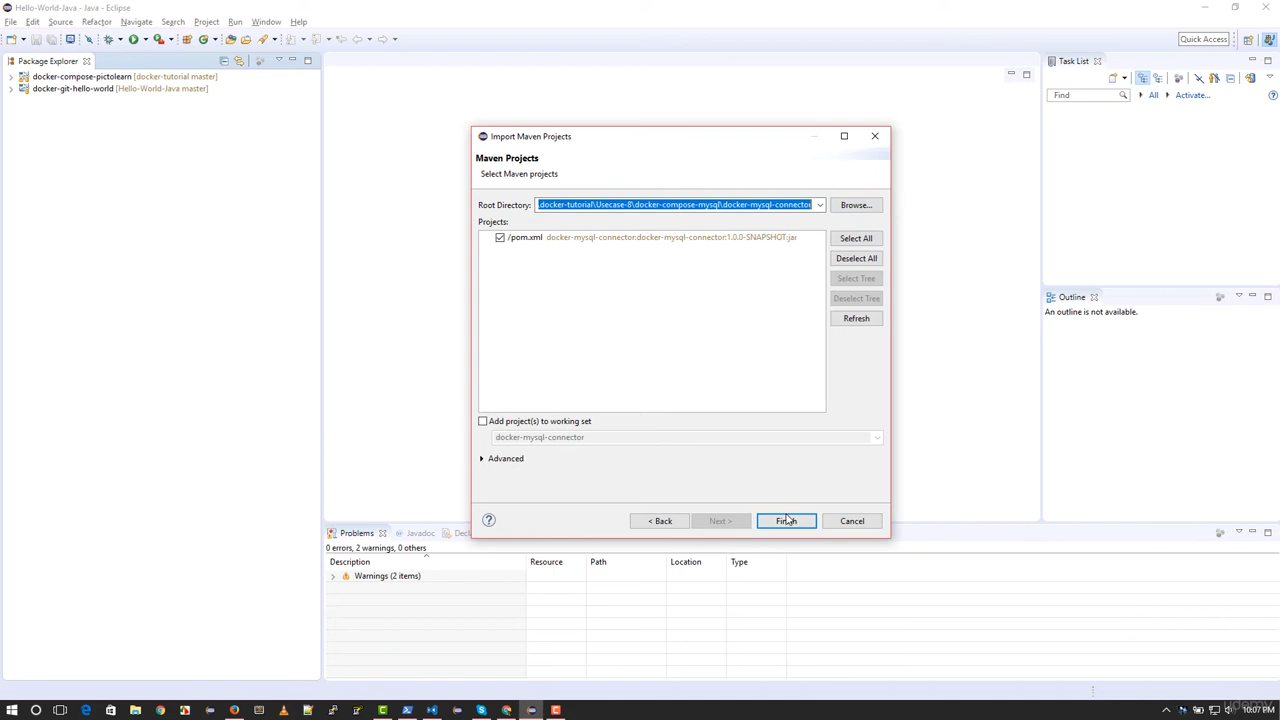 Hello-World-Java - Java - Eclipse
File Edit Source Refactor Navigate Search Project Run Window Help
Quick Access
Package Explorer
docker-compose-pictolearn [docker-tutorial master]
docker-git-hello-world [Hello-World-Java master]
Task List
Find
All
Activate...
Import Maven Projects
Maven Projects
Select Maven projects
Root Directory:
docker-tutorial\Usecase-8\docker-compose-mysql\docker-mysql-connector
Browse...
Projects:
/pom.xml docker-mysql-connector:docker-mysql-connector:1.0.0-SNAPSHOT:jar
Select All
Deselect All
Select Tree
Deselect Tree
Refresh
Outline
An outline is not available.
Add project(s) to working set
docker-mysql-connector
Advanced
< Back
Next >
Finish
Cancel
Problems
Javadoc
0 errors, 2 warnings, 0 others
Description Resource Path Location Type
Warnings (2 items)
udemy
10:07 PM